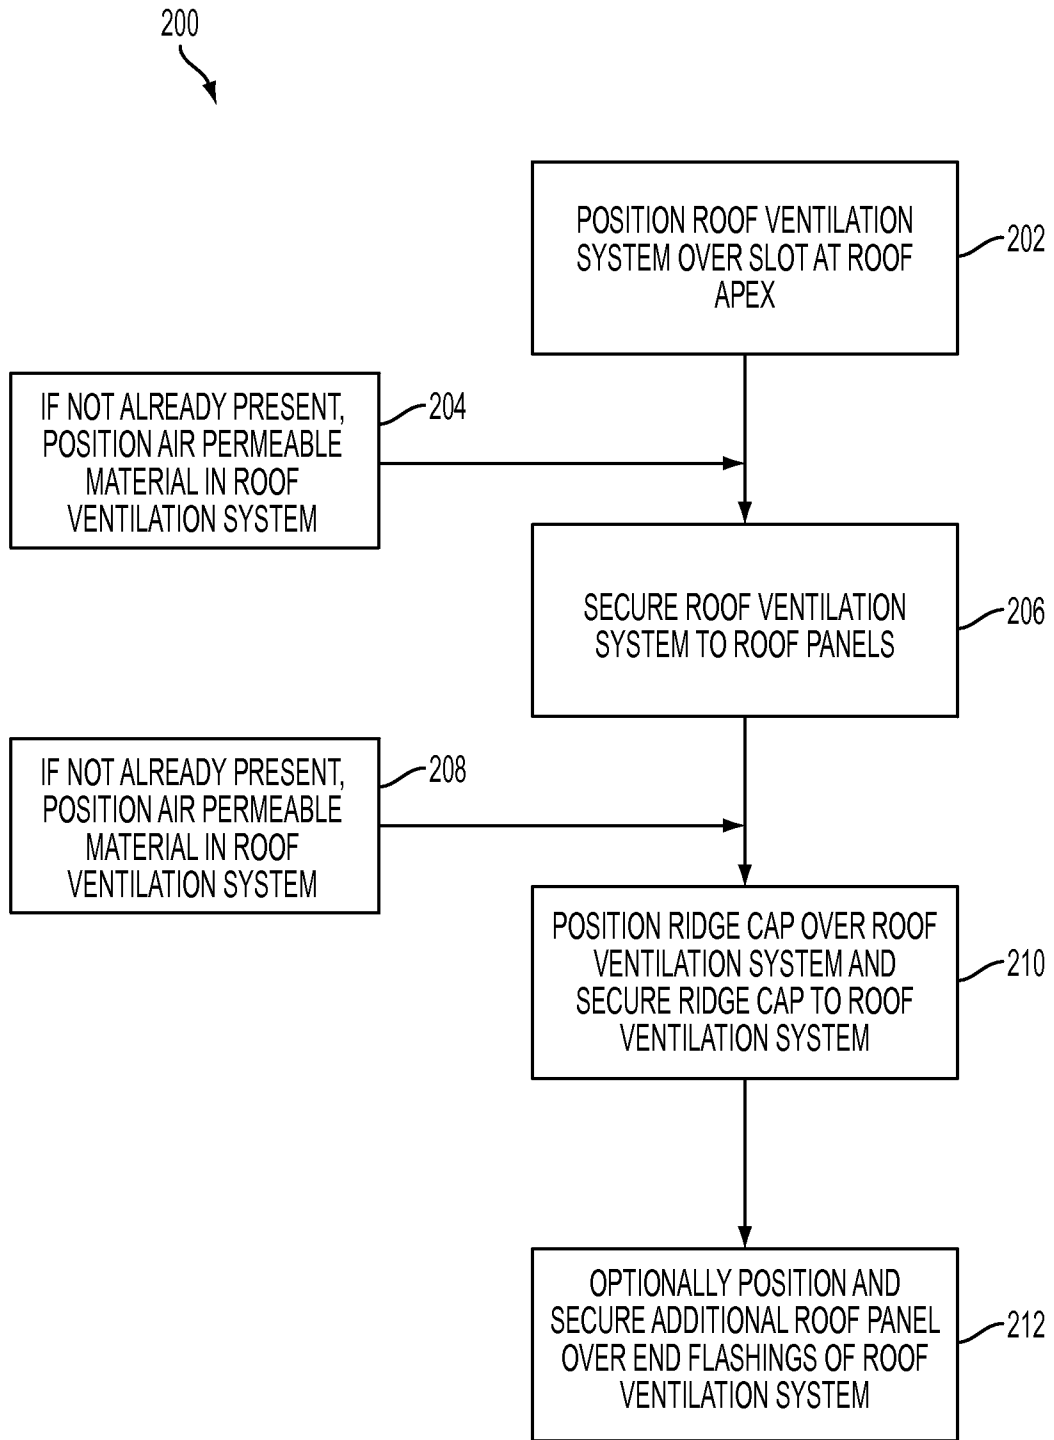 200
POSITION ROOF VENTILATION
SYSTEM OVER SLOT AT ROOF
APEX
202
IF NOT ALREADY PRESENT,
POSITION AIR PERMEABLE
MATERIAL IN ROOF
VENTILATION SYSTEM
204
SECURE ROOF VENTILATION
SYSTEM TO ROOF PANELS
206
IF NOT ALREADY PRESENT,
POSITION AIR PERMEABLE
MATERIAL IN ROOF
VENTILATION SYSTEM
208
POSITION RIDGE CAP OVER ROOF
VENTILATION SYSTEM AND
SECURE RIDGE CAP TO ROOF
VENTILATION SYSTEM
210
OPTIONALLY POSITION AND
SECURE ADDITIONAL ROOF PANEL
OVER END FLASHINGS OF ROOF
VENTILATION SYSTEM
212